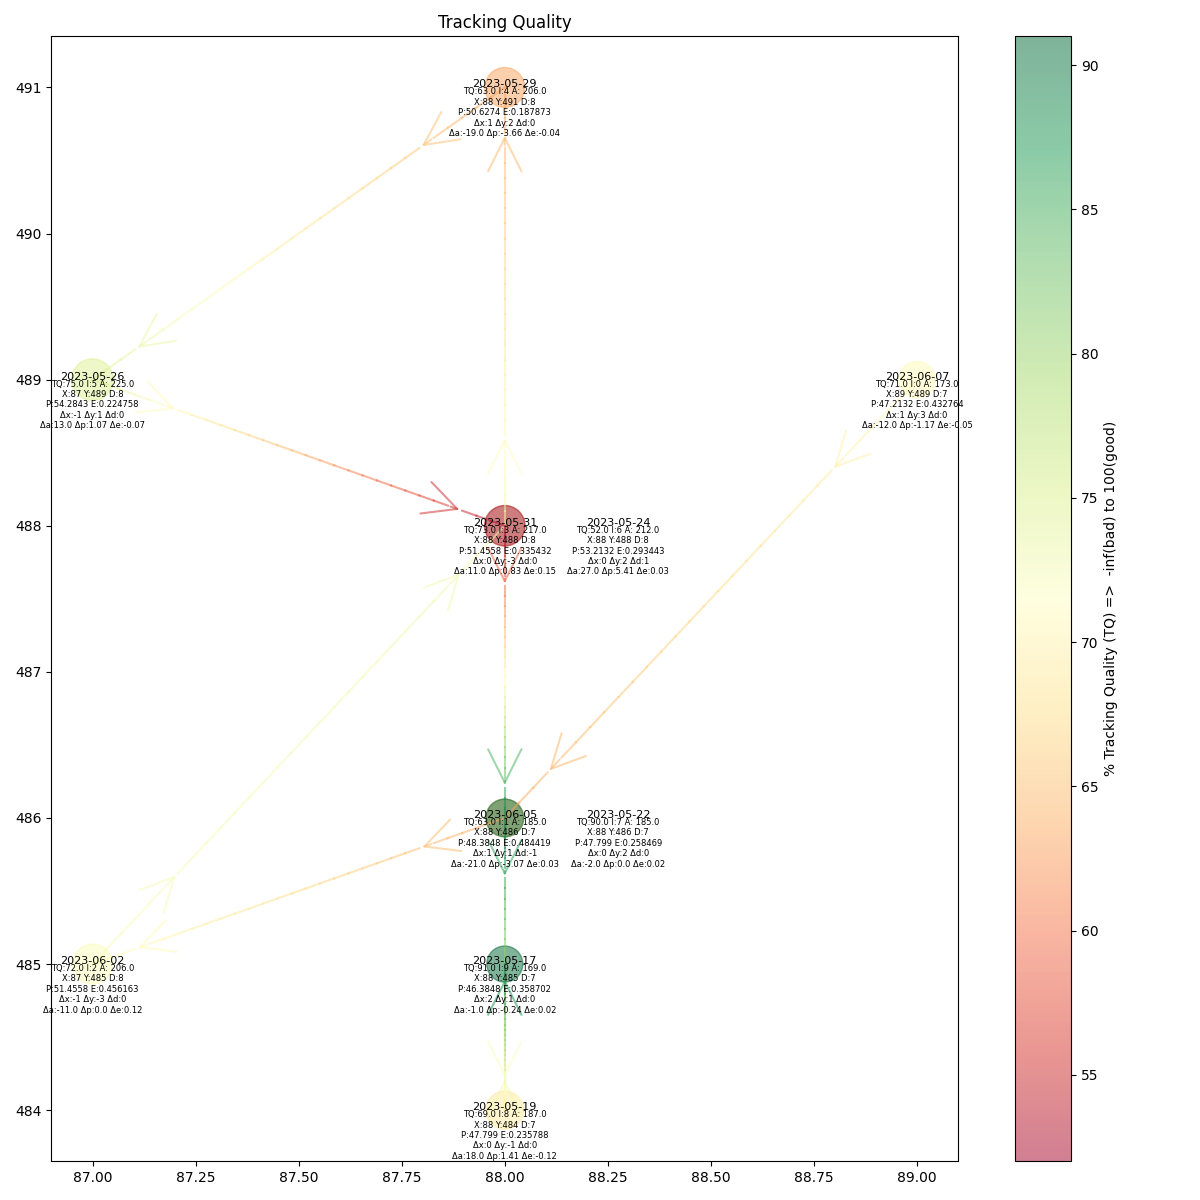 Tracking Quality
491
490
489
488
487
486
485
484
87.00
87.25
87.50
87.75
88.00
88.25
88.50
88.75
89.00
2023-05-29
TQ:63.0 I:4 A: 206.0
X:88 Y:491 D:8
P:50.6274 E:0.187873
Δx:1 Δy:2 Δd:0
Δa:-19.0 Δp:-3.66 Δe:-0.04
2023-05-26
TQ:75.0 I:5 A: 225.0
X:87 Y:489 D:8
P:54.2843 E:0.224758
Δx:-1 Δy:1 Δd:0
Δa:13.0 Δp:1.07 Δe:-0.07
2023-06-07
TQ:71.0 I:0 A: 173.0
X:89 Y:489 D:7
P:47.2132 E:0.432764
Δx:1 Δy:3 Δd:0
Δa:-12.0 Δp:-1.17 Δe:-0.05
2023-05-31
TQ:73.0 I:3 A: 217.0
X:88 Y:488 D:8
P:51.4558 E:0.335432
Δx:0 Δy:-3 Δd:0
Δa:11.0 Δp:0.83 Δe:0.15
2023-05-24
TQ:52.0 I:6 A: 212.0
X:88 Y:488 D:8
P:53.2132 E:0.293443
Δx:0 Δy:2 Δd:1
Δa:27.0 Δp:5.41 Δe:0.03
2023-06-05
TQ:63.0 I:1 A: 185.0
X:88 Y:486 D:7
P:48.3848 E:0.484419
Δx:1 Δy:1 Δd:-1
Δa:-21.0 Δp:-3.07 Δe:0.03
2023-05-22
TQ:90.0 I:7 A: 185.0
X:88 Y:486 D:7
P:47.799 E:0.258469
Δx:0 Δy:2 Δd:0
Δa:-2.0 Δp:0.0 Δe:0.02
2023-06-02
TQ:72.0 I:2 A: 206.0
X:87 Y:485 D:8
P:51.4558 E:0.456163
Δx:-1 Δy:-3 Δd:0
Δa:-11.0 Δp:0.0 Δe:0.12
2023-05-17
TQ:91.0 I:9 A: 169.0
X:88 Y:485 D:7
P:46.3848 E:0.358702
Δx:2 Δy:1 Δd:0
Δa:-1.0 Δp:-0.24 Δe:0.02
2023-05-19
TQ:69.0 I:8 A: 187.0
X:88 Y:484 D:7
P:47.799 E:0.235788
Δx:0 Δy:-1 Δd:0
Δa:18.0 Δp:1.41 Δe:-0.12
90
85
80
75
70
65
60
55
% Tracking Quality (TQ) =>  -inf(bad) to 100(good)